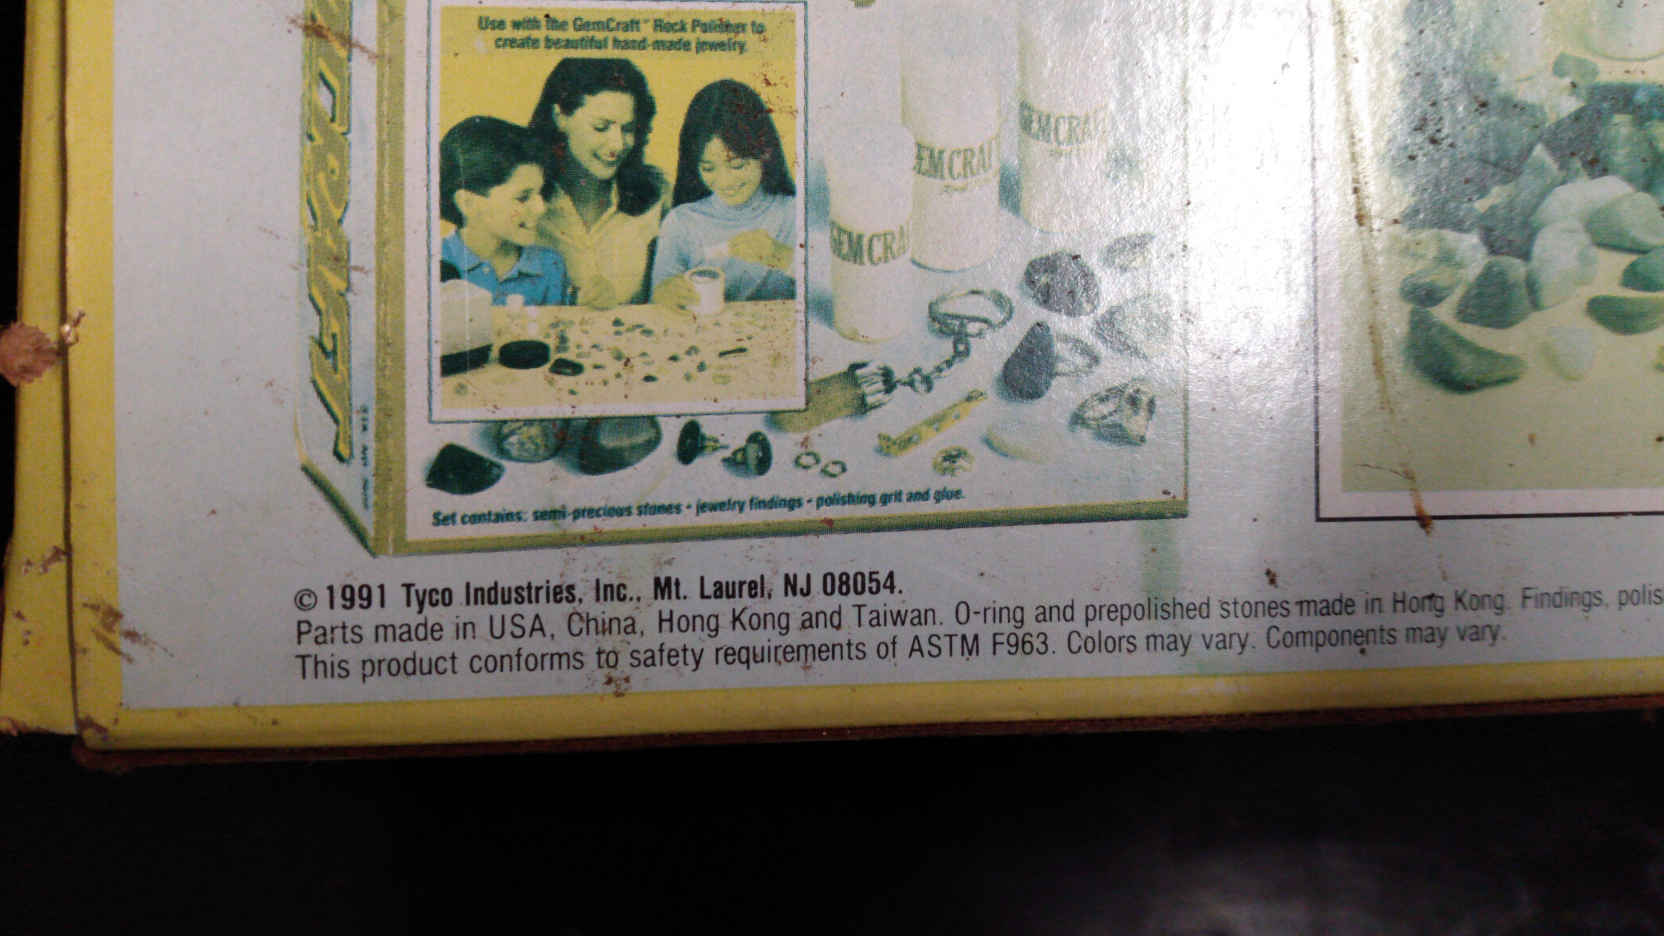 Use with the GemCraft™ Rock Polisher to
create beautiful hand-made jewelry.
GEMCRA
EMCRA
GEMCRA
Set contains: semi-precious stones • jewelry findings • polishing grit and glue.
© 1991 Tyco Industries, Inc., Mt. Laurel, NJ 08054.
Parts made in USA, China, Hong Kong and Taiwan. O-ring and prepolished stones made in Hong Kong. Findings, polis
This product conforms to safety requirements of ASTM F963. Colors may vary. Components may vary.